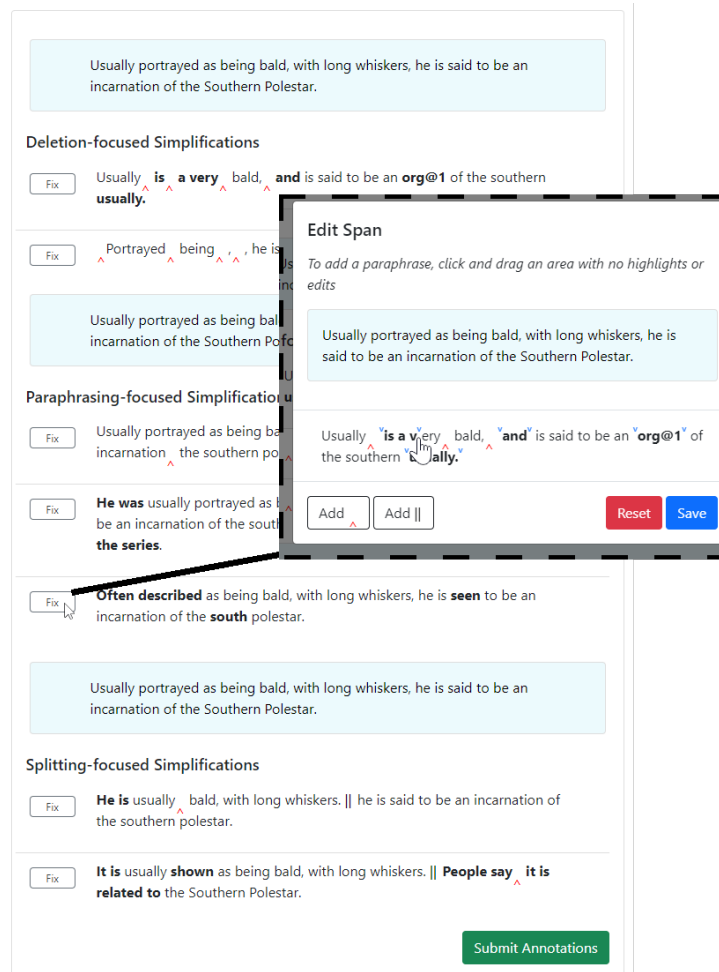 Usually portrayed as being bald, with long whiskers, he is said to be an
incarnation of the Southern Polestar.
Deletion-focused Simplifications
Fix
Usually ^ is ^ a very ^ bald, ^ and is said to be an org@1 of the southern
usually.
Fix
^ Portrayed ^ being ^ , ^ , he is
Usually portrayed as being bal
incarnation of the Southern Po
Paraphrasing-focused Simplification
Fix
Usually portrayed as being ba
incarnation ^ the southern po
Fix
He was usually portrayed as b
be an incarnation of the south
the series.
Fix
Often described as being bald, with long whiskers, he is seen to be an
incarnation of the south polestar.
Usually portrayed as being bald, with long whiskers, he is said to be an
incarnation of the Southern Polestar.
Splitting-focused Simplifications
Fix
He is usually ^ bald, with long whiskers. || he is said to be an incarnation of
the southern polestar.
Fix
It is usually shown as being bald, with long whiskers. || People say ^ it is
related to the Southern Polestar.
Submit Annotations
Edit Span
To add a paraphrase, click and drag an area with no highlights or
edits
Usually portrayed as being bald, with long whiskers, he is
said to be an incarnation of the Southern Polestar.
Usually ^ is a very ^ bald, ^ and is said to be an org@1 of
the southern usually.
Add ^
Add ||
Reset
Save